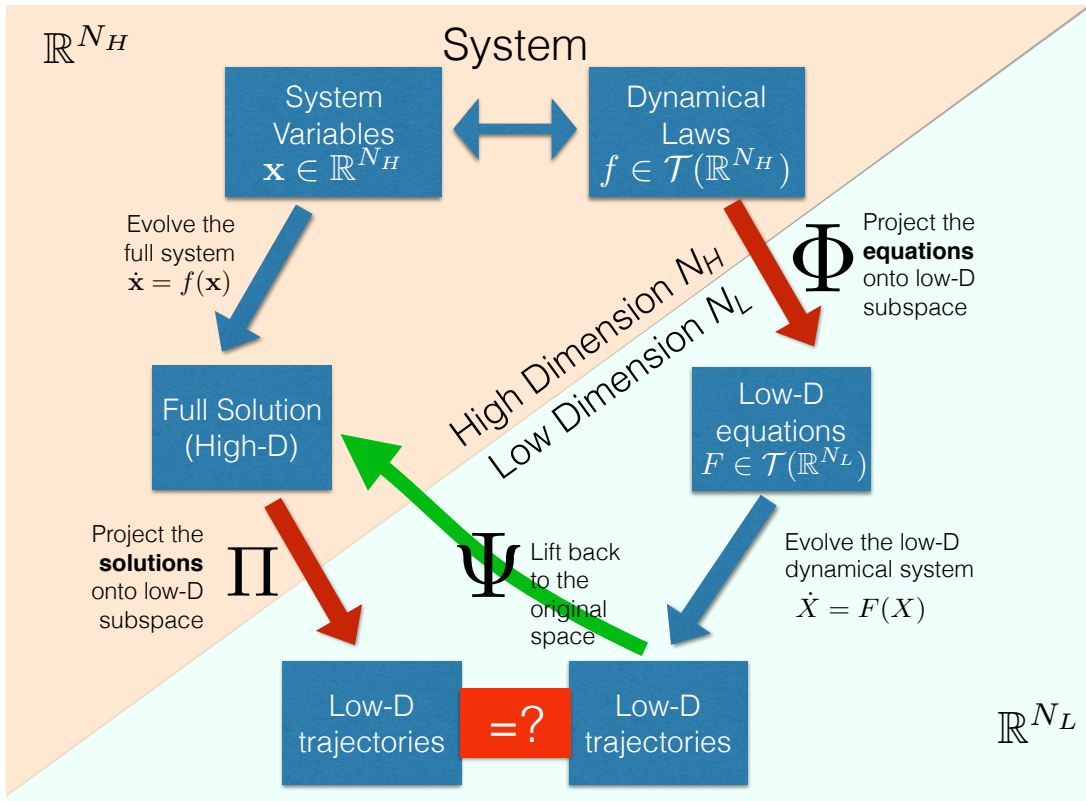 ℝ^{N_H}
System
System
Variables
𝐱 ∈ ℝ^{N_H}
Dynamical
Laws
f ∈ 𝒯(ℝ^{N_H})
Evolve the
full system
ẋ = f(𝐱)
Φ
Project the
equations
onto low-D
subspace
High Dimension N_H
Low Dimension N_L
Full Solution
(High-D)
Low-D
equations
F ∈ 𝒯(ℝ^{N_L})
Project the
solutions
onto low-D
subspace
Π
Ψ
Lift back
to the
original
space
Evolve the low-D
dynamical system
Ẋ = F(X)
Low-D
trajectories
=?
Low-D
trajectories
ℝ^{N_L}